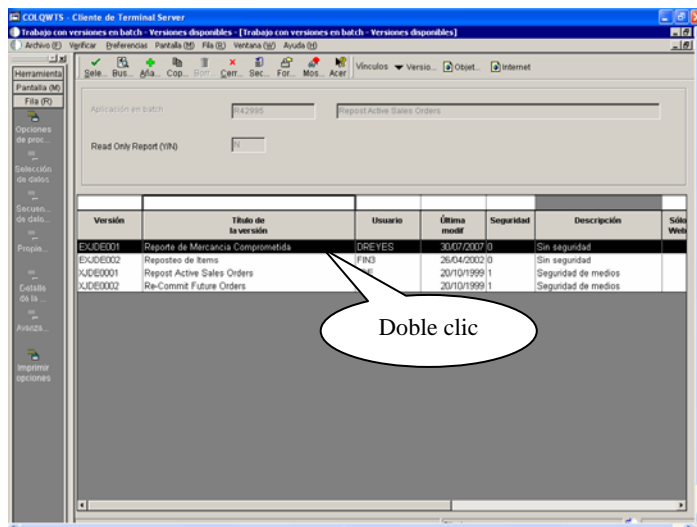 COLQWTS - Cliente de Terminal Server
Trabajo con versiones en batch - Versiones disponibles - [Trabajo con versiones en batch - Versiones disponibles]
Archivo (F) Verificar Preferencias Pantalla (M) Fila (R) Ventana (W) Ayuda (H)
Sele... Bus... Aña... Cop... Borr... Cerr... Sec... For... Mos... Acer Vínculos Versio... Objet... Internet
Herramienta
Pantalla (M)
Fila (R)
Opciones
de proc...
Selección
de datos
Secuen...
de dato...
Propie...
Detalle
de la ...
Avanza...
Imprimir
opciones
Aplicación en batch R42995 Repost Active Sales Orders
Read Only
Report (Y/N) N
Versión Título de la versión Usuario Última modif Seguridad Descripción Sólo Web
EXJDE001 Reporte de Mercancia Comprometida DREYES 30/07/2007 0 Sin seguridad
EXJDE002 Reposteo de Items FIN3 26/04/2002 0 Sin seguridad
XJDE0001 Repost Active Sales Orders 20/10/1999 1 Seguridad de medios
XJDE0002 Re-Commit Future Orders 20/10/1999 1 Seguridad de medios
Doble clic